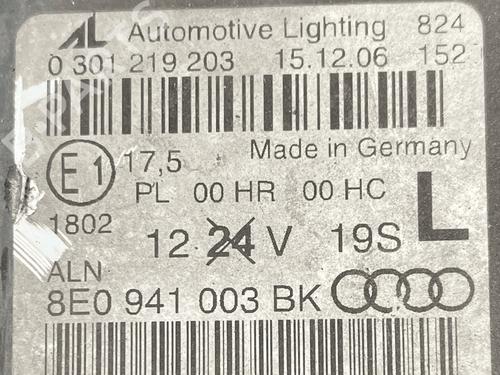 AL Automotive Lighting 824
0 301 219 203 15.12.06 152
E1 17,5 Made in Germany
PL 00 HR 00 HC
1802 12 24 V 19S L
ALN
8E0 941 003 BK